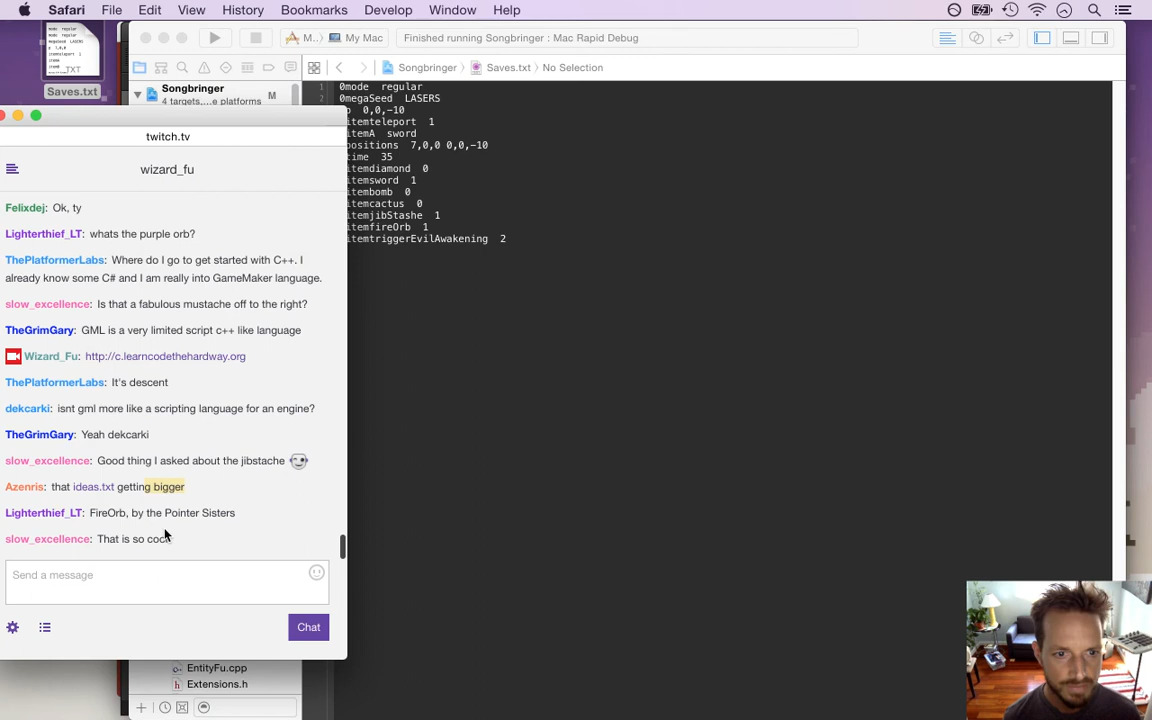 Safari File Edit View History Bookmarks Develop Window Help
M.. My Mac Finished running Songbringer : Mac Rapid Debug
Songbringer Saves.txt No Selection
TXT
Saves.txt
Songbringer M
4 targets,...e platforms
1 0mode regular
2 0megaSeed LASERS
0,0,-10
itemteleport 1
itemA sword
positions 7,0,0 0,0,-10
time 35
itemdiamond 0
itemsword 1
itembomb 0
itemcactus 0
itemjibStashe 1
itemfireOrb 1
itemtriggerEvilAwakening 2
twitch.tv
wizard_fu
Felixdej: Ok, ty
Lighterthief_LT: whats the purple orb?
ThePlatformerLabs: Where do I go to get started with C++. I
already know some C# and I am really into GameMaker language.
slow_excellence: Is that a fabulous mustache off to the right?
TheGrimGary: GML is a very limited script c++ like language
Wizard_Fu: http://c.learncodethehardway.org
ThePlatformerLabs: It's descent
dekcarki: isnt gml more like a scripting language for an engine?
TheGrimGary: Yeah dekcarki
slow_excellence: Good thing I asked about the jibstache
Azenris: that ideas.txt getting bigger
Lighterthief_LT: FireOrb, by the Pointer Sisters
slow_excellence: That is so
Send a message
Chat
EntityFu.cpp
Extensions.h